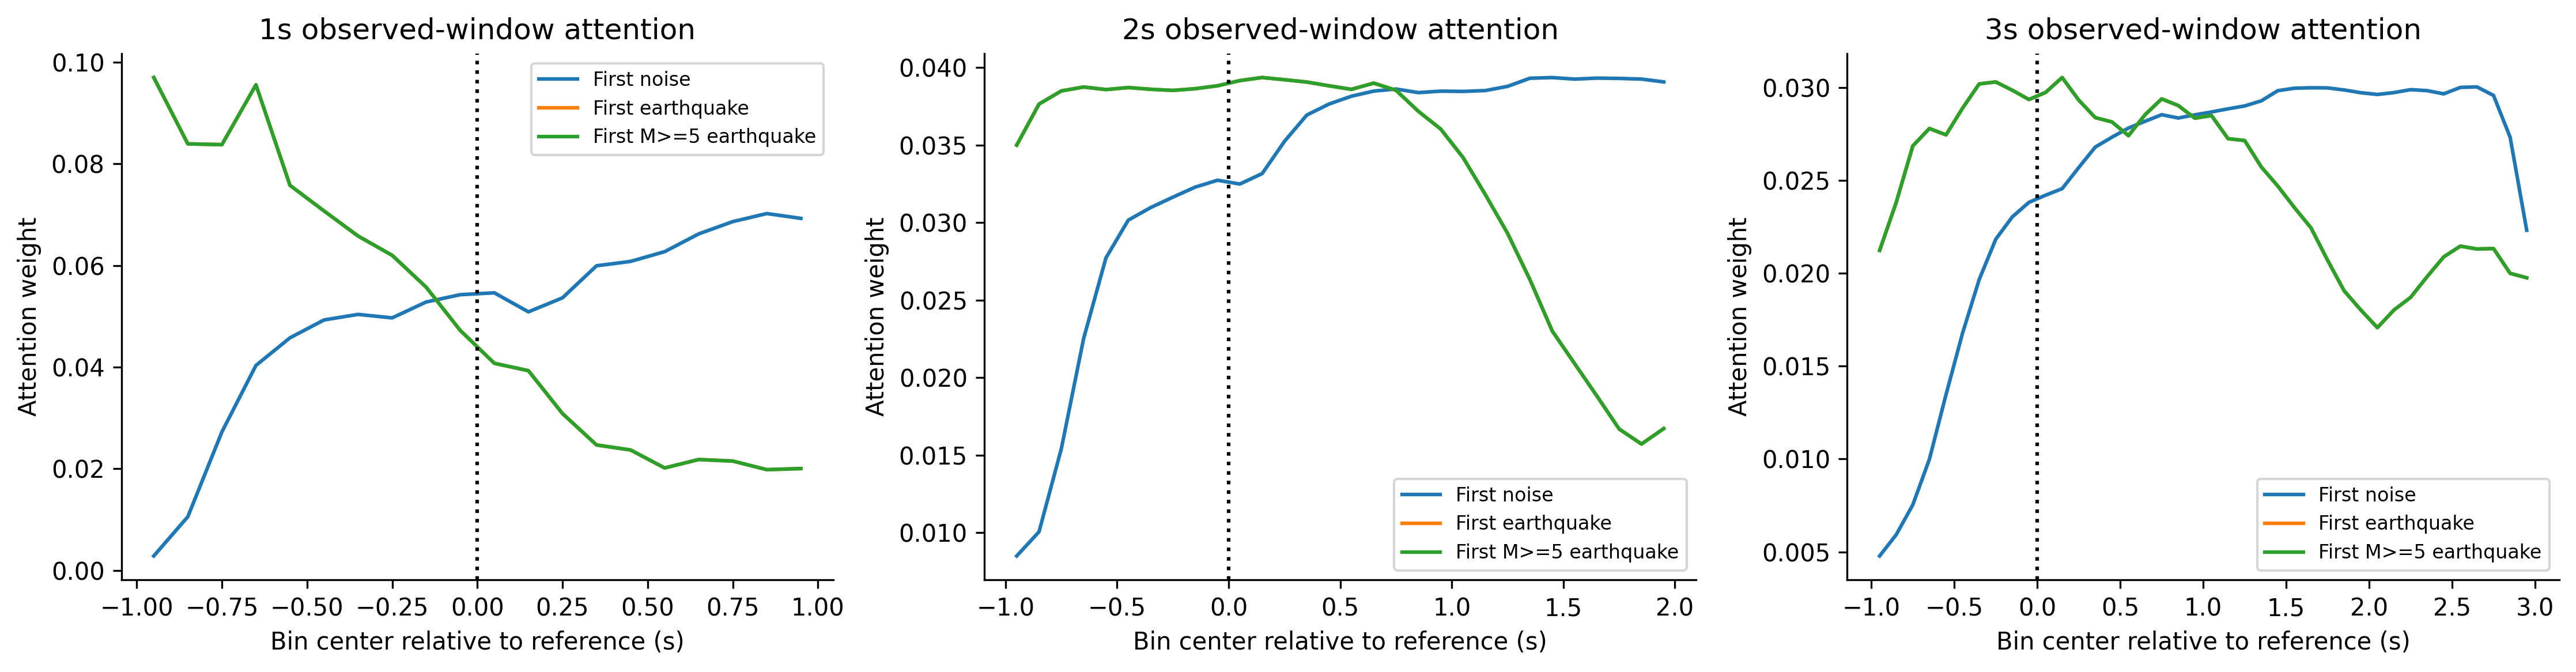 1s observed-window attention
Attention weight
0.10
0.08
0.06
0.04
0.02
0.00
First noise
First earthquake
First M>=5 earthquake
−1.00 −0.75 −0.50 −0.25 0.00 0.25 0.50 0.75 1.00
Bin center relative to reference (s)
2s observed-window attention
Attention weight
0.040
0.035
0.030
0.025
0.020
0.015
0.010
First noise
First earthquake
First M>=5 earthquake
−1.0 −0.5 0.0 0.5 1.0 1.5 2.0
Bin center relative to reference (s)
3s observed-window attention
Attention weight
0.030
0.025
0.020
0.015
0.010
0.005
First noise
First earthquake
First M>=5 earthquake
−1.0 −0.5 0.0 0.5 1.0 1.5 2.0 2.5 3.0
Bin center relative to reference (s)